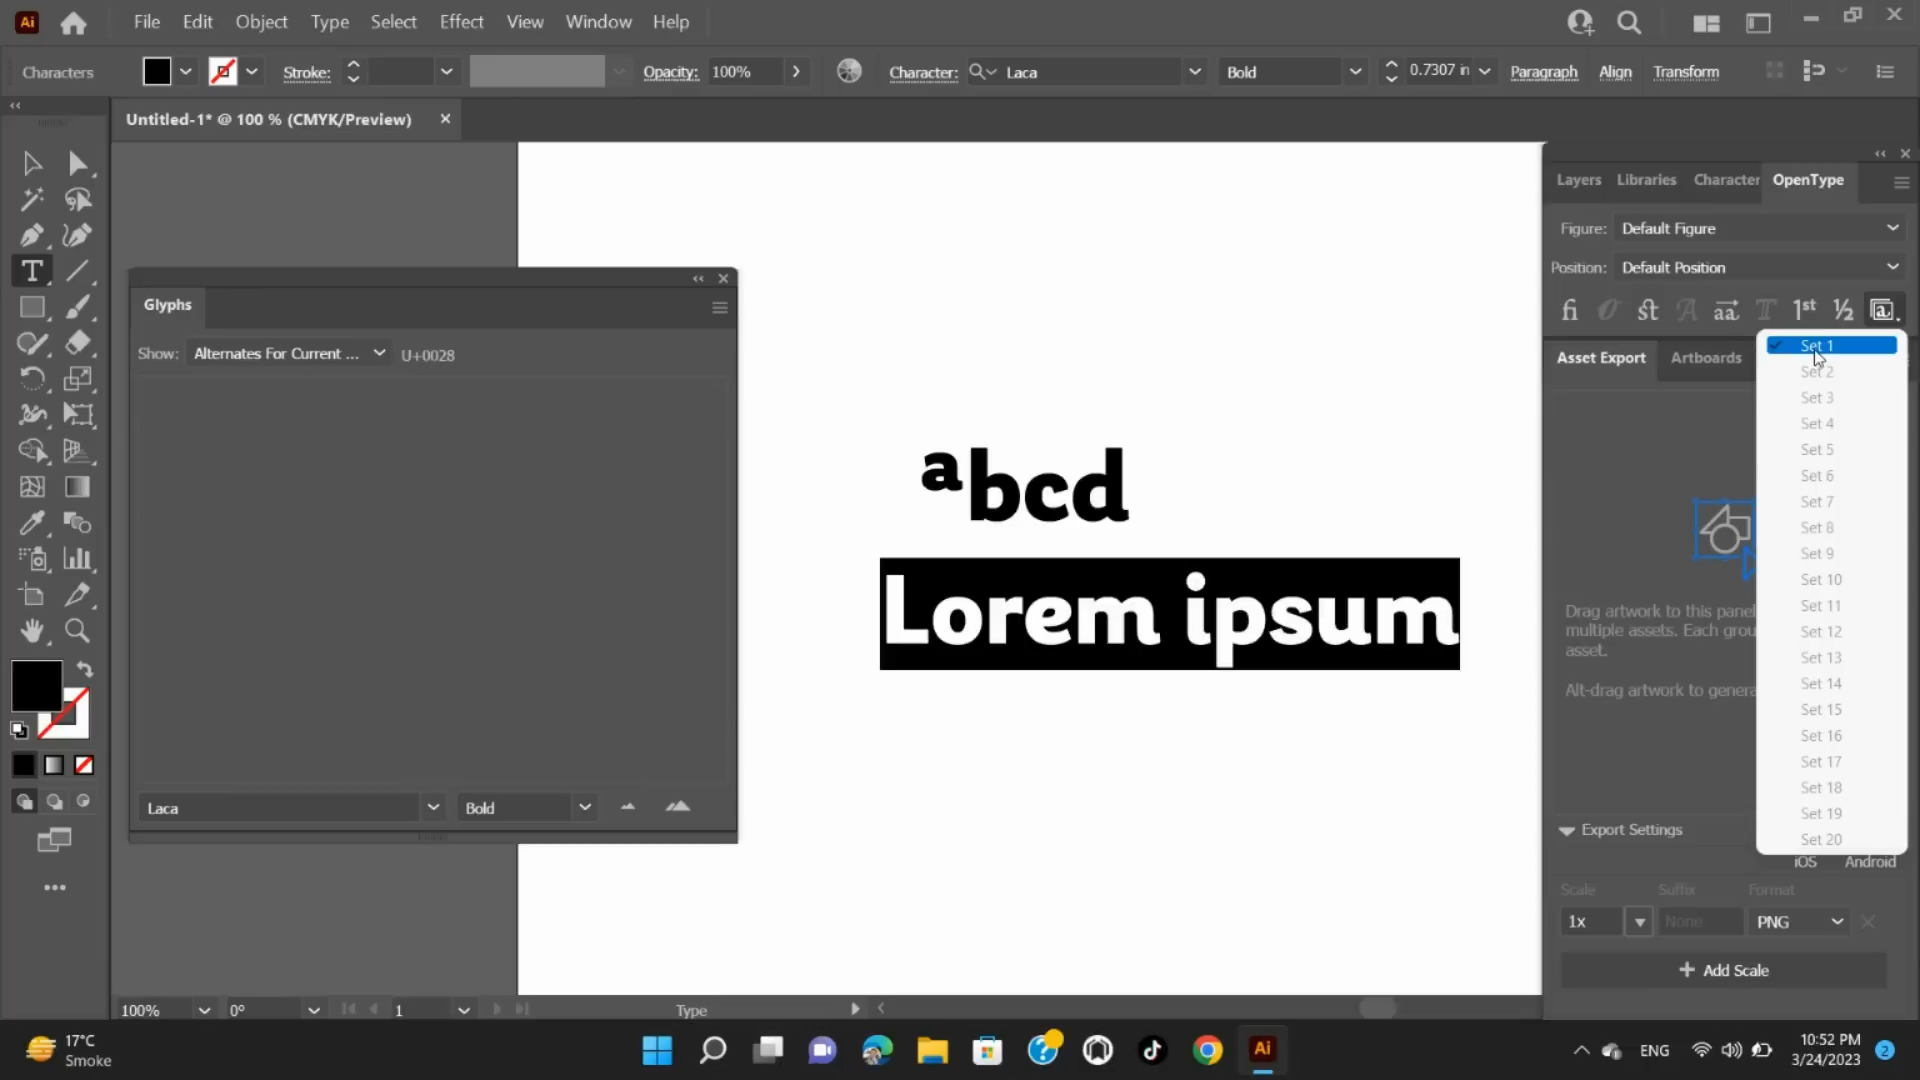 Ai File Edit Object Type Select Effect View Window Help
Characters Stroke: Opacity: 100% Character: Laca Bold 0.7307 in Paragraph Align Transform
Untitled-1* @ 100 % (CMYK/Preview)
Layers Libraries Character OpenType
Figure: Default Figure
Position: Default Position
fi st A aa T 1st ½ a
Glyphs
Show: Alternates For Current ... U+0028
Laca Bold
abcd
Lorem ipsum
Asset Export Artboards
Set 1
Set 2
Set 3
Set 4
Set 5
Set 6
Set 7
Set 8
Set 9
Set 10
Set 11
Set 12
Set 13
Set 14
Set 15
Set 16
Set 17
Set 18
Set 19
Set 20
Drag artwork to this panel
multiple assets. Each grou
asset.
Alt-drag artwork to genera
Export Settings
iOS Android
Scale Suffix Format
1x None PNG
+ Add Scale
100% 0° 1 Type
17°C
Smoke
Ai
ENG
10:52 PM
3/24/2023
2